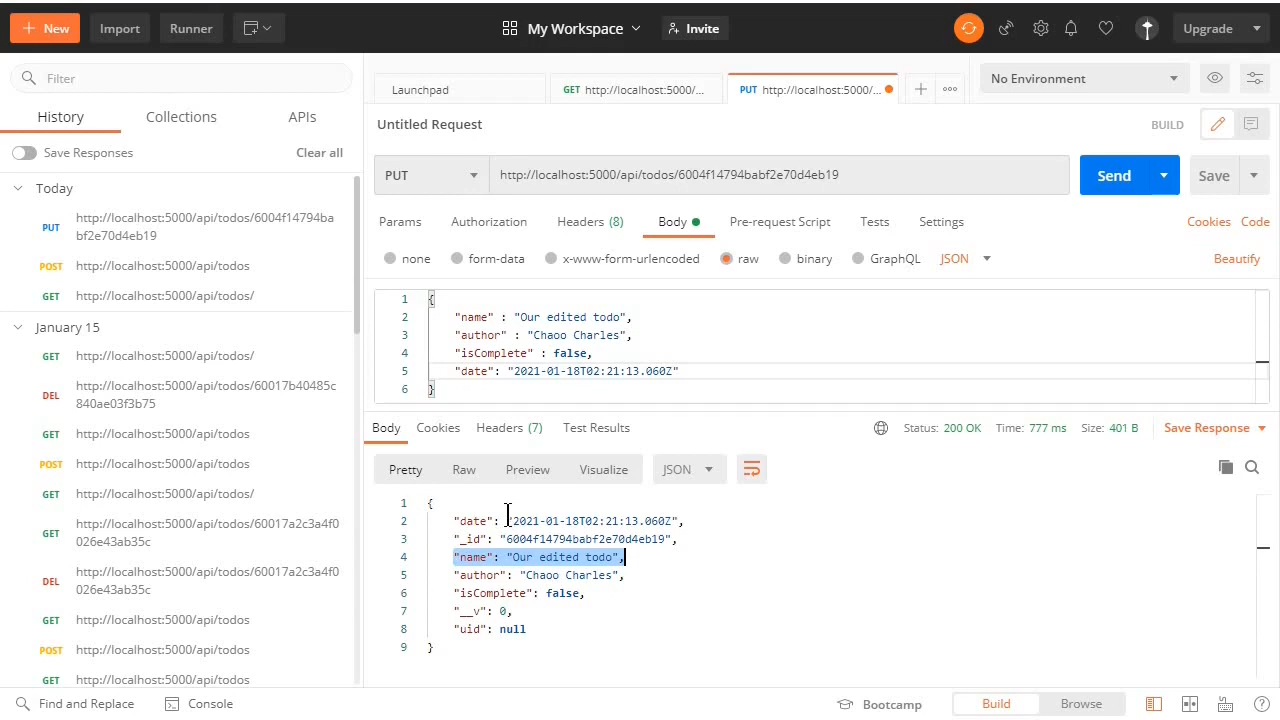 New
Import
Runner
My Workspace
Invite
Upgrade
Filter
History
Collections
APIs
Save Responses
Clear all
Today
PUT http://localhost:5000/api/todos/6004f14794ba
bf2e70d4eb19
POST http://localhost:5000/api/todos
GET http://localhost:5000/api/todos/
January 15
GET http://localhost:5000/api/todos/
DEL http://localhost:5000/api/todos/60017b40485c
840ae03f3b75
GET http://localhost:5000/api/todos
POST http://localhost:5000/api/todos
GET http://localhost:5000/api/todos/
GET http://localhost:5000/api/todos/60017a2c3a4f0
026e43ab35c
DEL http://localhost:5000/api/todos/60017a2c3a4f0
026e43ab35c
GET http://localhost:5000/api/todos
POST http://localhost:5000/api/todos
GET http://localhost:5000/api/todos
Launchpad
GET http://localhost:5000/...
PUT http://localhost:5000/...
No Environment
Untitled Request
BUILD
PUT
http://localhost:5000/api/todos/6004f14794babf2e70d4eb19
Send
Save
Params
Authorization
Headers (8)
Body
Pre-request Script
Tests
Settings
Cookies
Code
none
form-data
x-www-form-urlencoded
raw
binary
GraphQL
JSON
Beautify
1 {
2 "name" : "Our edited todo",
3 "author" : "Chaoo Charles",
4 "isComplete" : false,
5 "date": "2021-01-18T02:21:13.060Z"
6 }
Body
Cookies
Headers (7)
Test Results
Status: 200 OK
Time: 777 ms
Size: 401 B
Save Response
Pretty
Raw
Preview
Visualize
JSON
1 {
2 "date": "2021-01-18T02:21:13.060Z",
3 "_id": "6004f14794babf2e70d4eb19",
4 "name": "Our edited todo",
5 "author": "Chaoo Charles",
6 "isComplete": false,
7 "__v": 0,
8 "uid": null
9 }
Find and Replace
Console
Bootcamp
Build
Browse